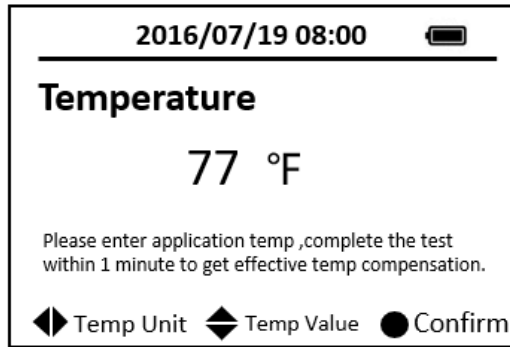 2016/07/19 08:00
Temperature
77 °F
Please enter application temp ,complete the test
within 1 minute to get effective temp compensation.
Temp Unit Temp Value Confirm